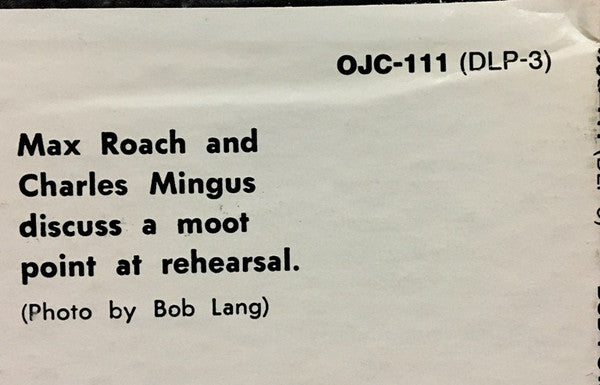 OJC-111 (DLP-3)
Max Roach and
Charles Mingus
discuss a moot
point at rehearsal.
(Photo by Bob Lang)